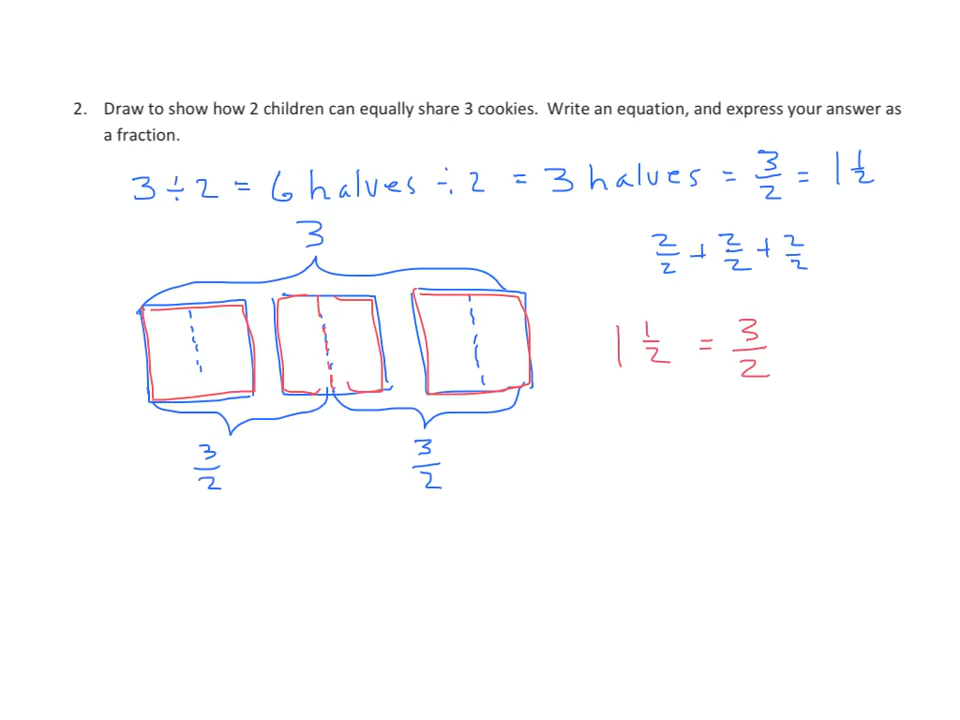 2. Draw to show how 2 children can equally share 3 cookies. Write an equation, and express your answer as
a fraction.
3 ÷ 2 = 6 halves ÷ 2 = 3 halves = 3/2 = 1 1/2
3
2/2 + 2/2 + 2/2
1 1/2 = 3/2
3/2 3/2